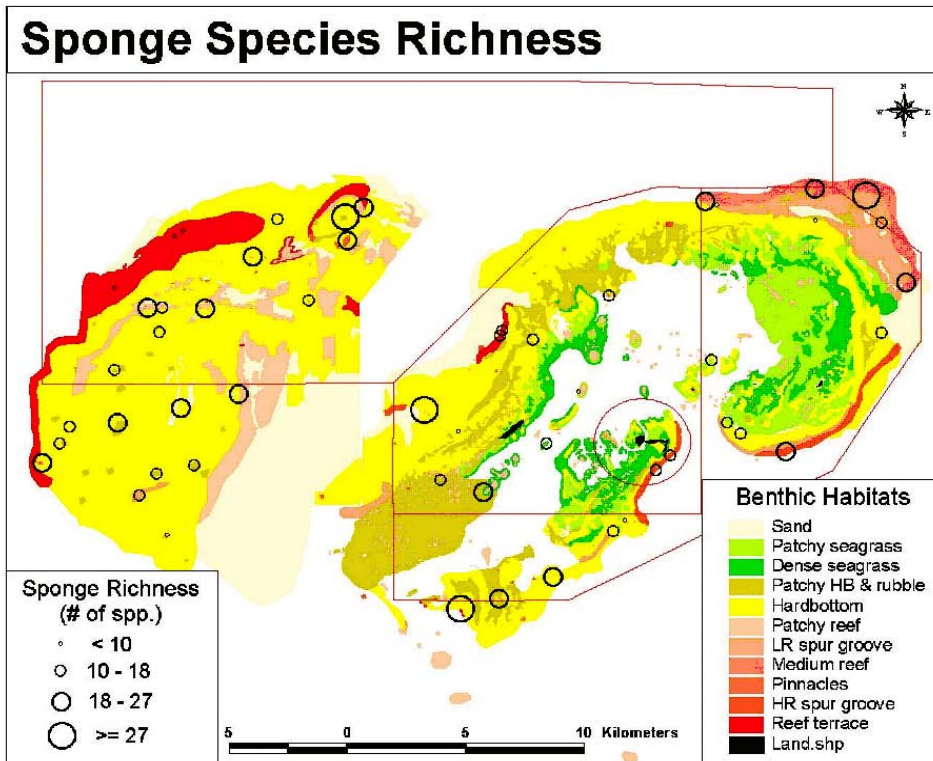 Sponge Species Richness
N
W E
S
Benthic Habitats
Sand
Patchy seagrass
Dense seagrass
Patchy HB & rubble
Hardbottom
Patchy reef
LR spur groove
Medium reef
Pinnacles
HR spur groove
Reef terrace
Land.shp
Sponge Richness
(# of spp.)
< 10
10 - 18
18 - 27
>= 27
5 0 5 10 Kilometers